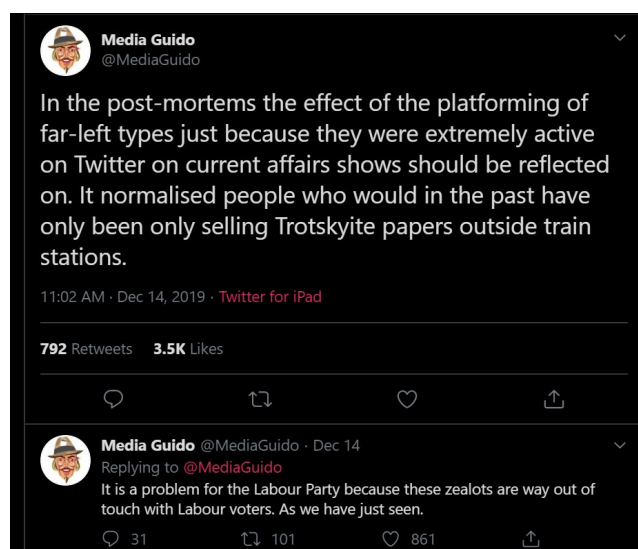 Media Guido
@MediaGuido
In the post-mortems the effect of the platforming of
far-left types just because they were extremely active
on Twitter on current affairs shows should be reflected
on. It normalised people who would in the past have
only been only selling Trotskyite papers outside train
stations.
11:02 AM · Dec 14, 2019 · Twitter for iPad
792 Retweets 3.5K Likes
Media Guido @MediaGuido · Dec 14
Replying to @MediaGuido
It is a problem for the Labour Party because these zealots are way out of
touch with Labour voters. As we have just seen.
31 101 861